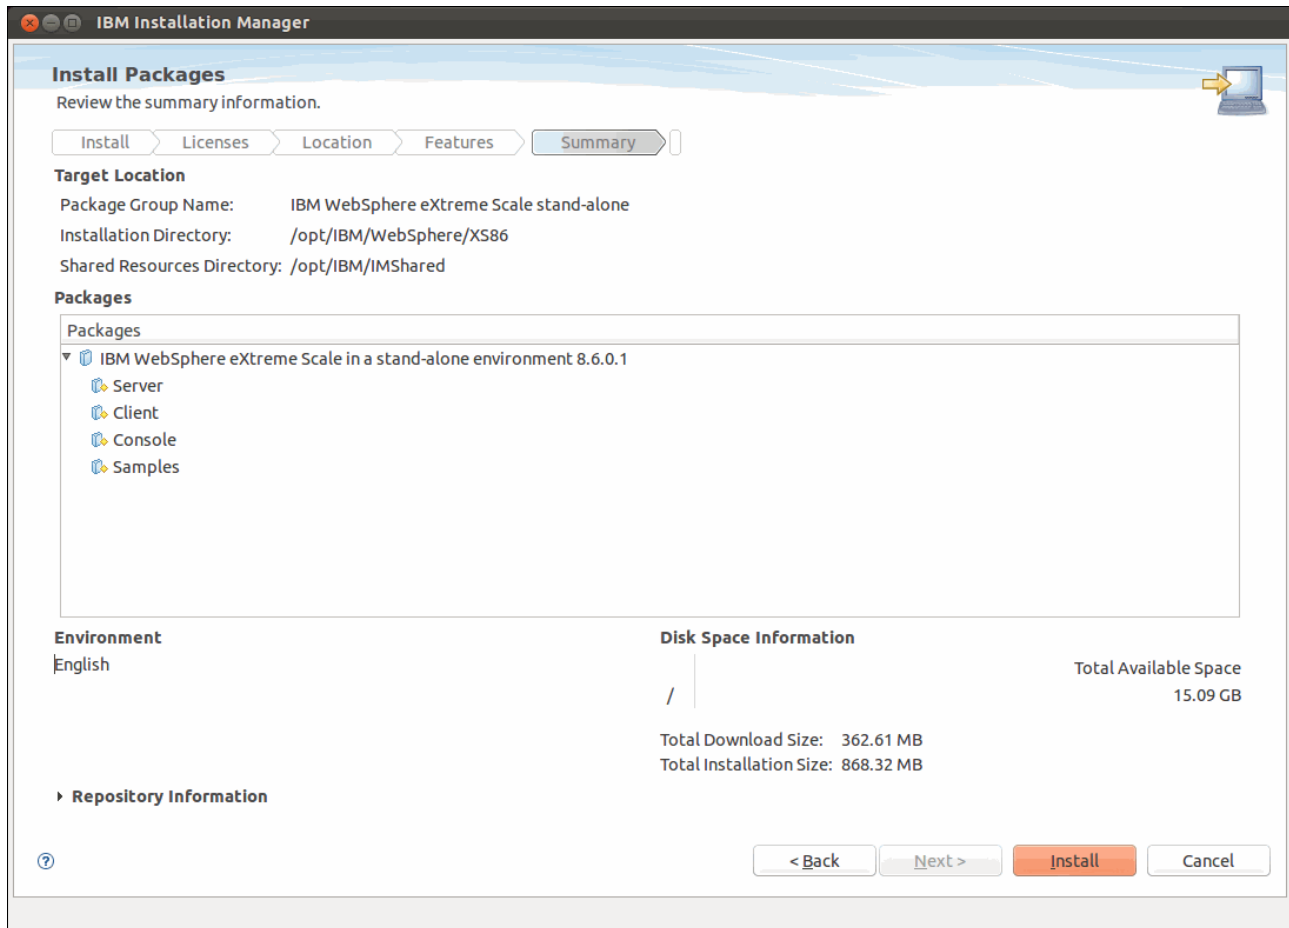 IBM Installation Manager
Install Packages
Review the summary information.
Install Licenses Location Features Summary
Target Location
Package Group Name: IBM WebSphere eXtreme Scale stand-alone
Installation Directory: /opt/IBM/WebSphere/XS86
Shared Resources Directory: /opt/IBM/IMShared
Packages
Packages
IBM WebSphere eXtreme Scale in a stand-alone environment 8.6.0.1
Server
Client
Console
Samples
Environment
English
Disk Space Information
Total Available Space
/ 15.09 GB
Total Download Size: 362.61 MB
Total Installation Size: 868.32 MB
Repository Information
? < Back Next > Install Cancel